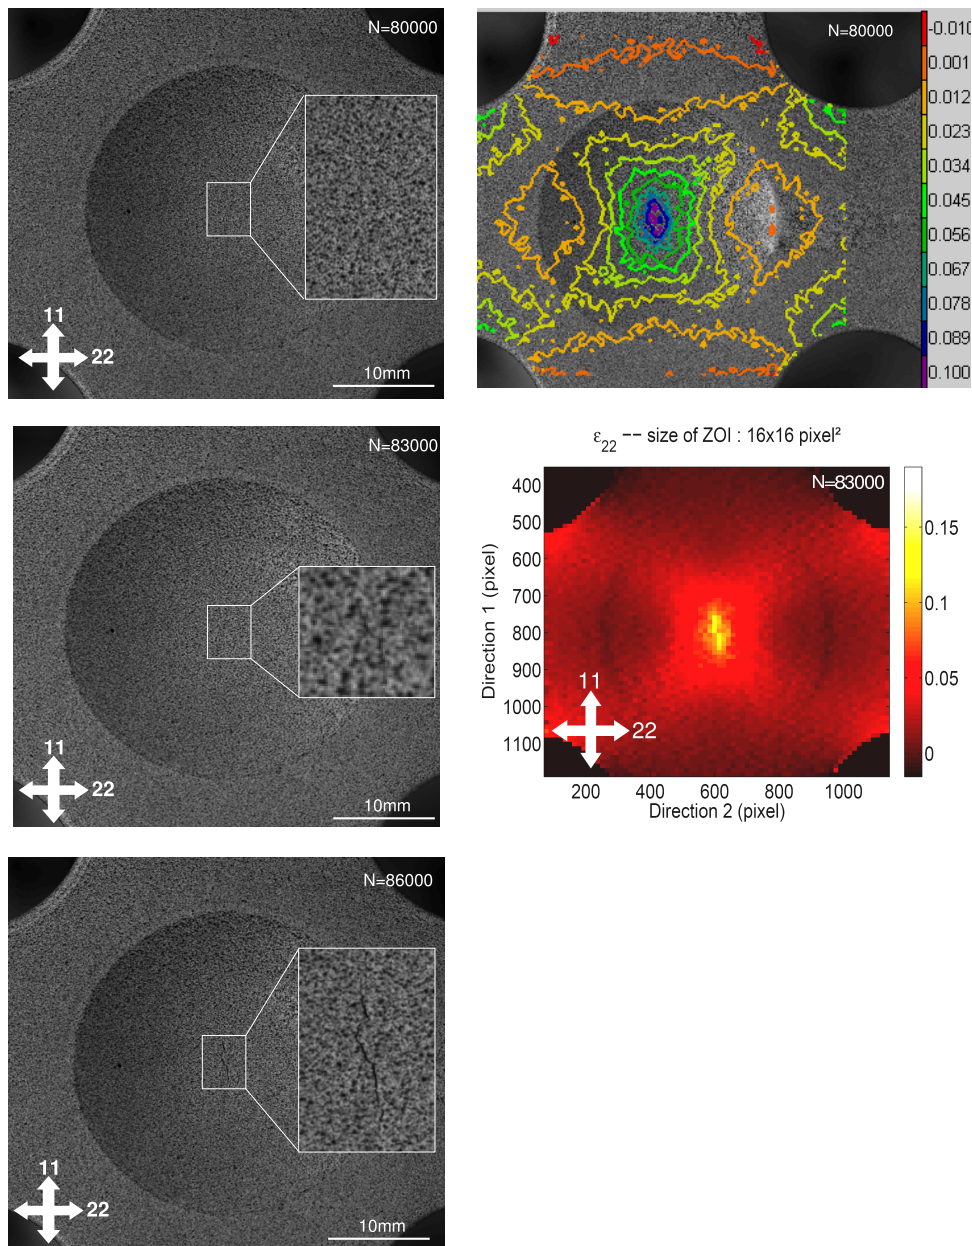 N=80000
11
22
10mm
N=80000
-0.010
0.001
0.012
0.023
0.034
0.045
0.056
0.067
0.078
0.089
0.100
N=83000
11
22
10mm
ε22 −− size of ZOI : 16x16 pixel²
N=83000
400
500
600
700
800
900
1000
1100
Direction 1 (pixel)
11
22
200 400 600 800 1000
Direction 2 (pixel)
0.15
0.1
0.05
0
N=86000
11
22
10mm